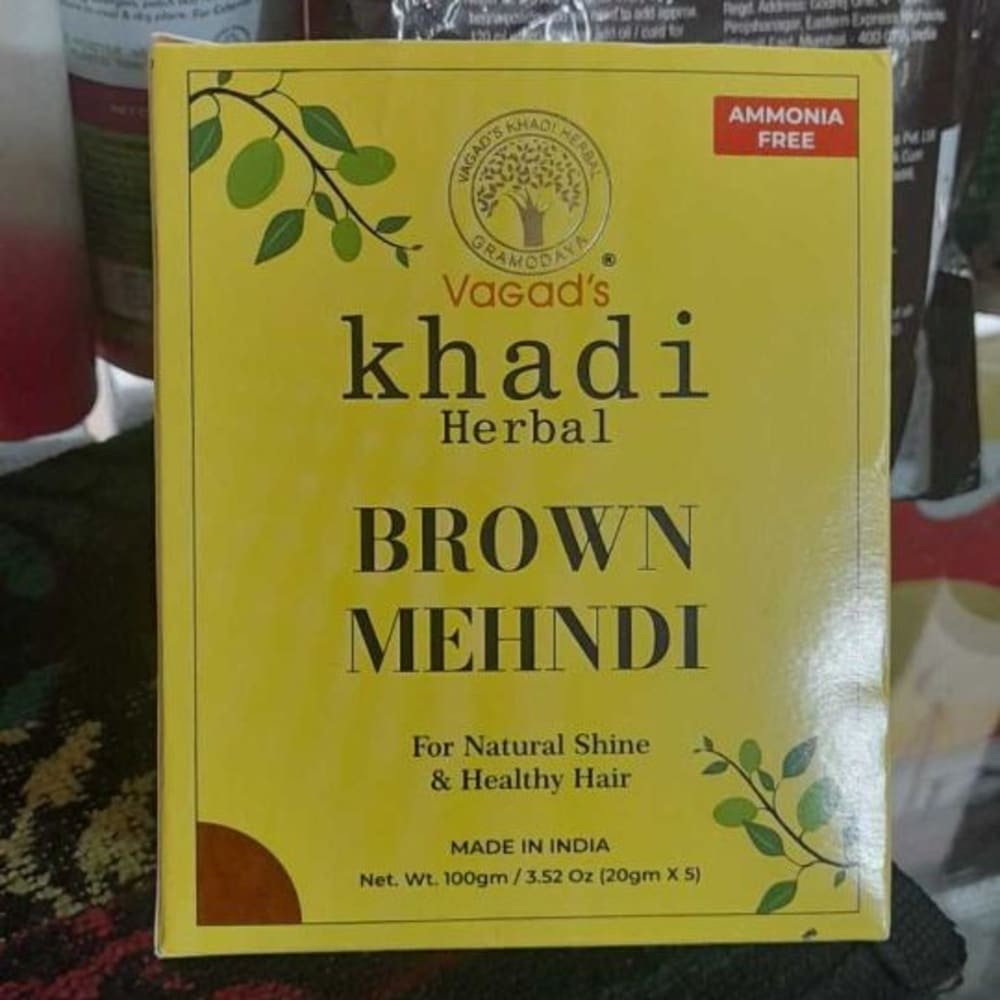 AMMONIA
FREE
VAGAD'S KHADI HERBAL
GRAMODAYA
®
VAGAD's
khadi
Herbal
BROWN
MEHNDI
For Natural Shine
& Healthy Hair
MADE IN INDIA
Net. Wt. 100gm / 3.52 Oz (20gm X 5)